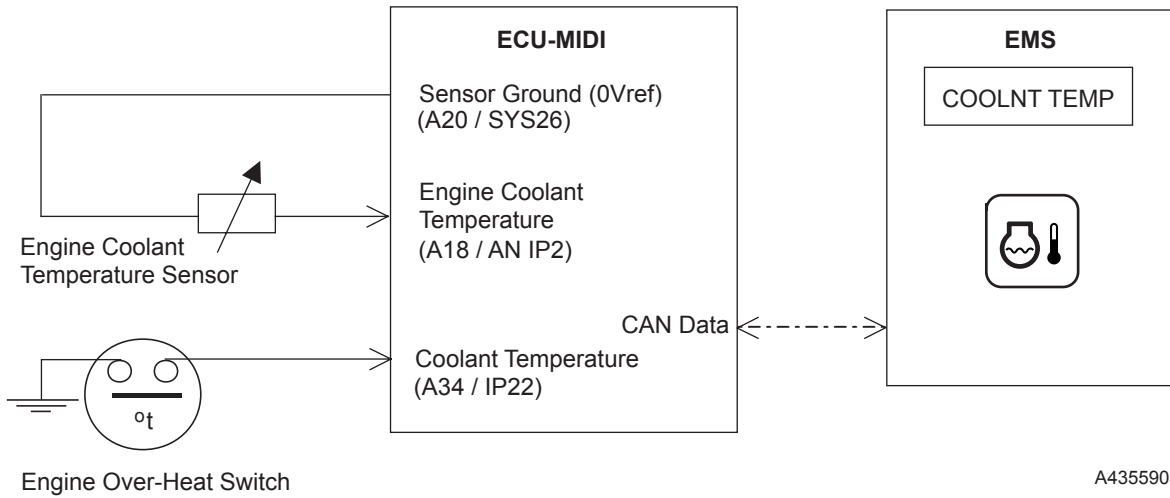 ECU-MIDI
Sensor Ground (0Vref)
(A20 / SYS26)
Engine Coolant
Temperature
(A18 / AN IP2)
CAN Data
Coolant Temperature
(A34 / IP22)
EMS
COOLNT TEMP
Engine Coolant
Temperature Sensor
ot
Engine Over-Heat Switch
A435590